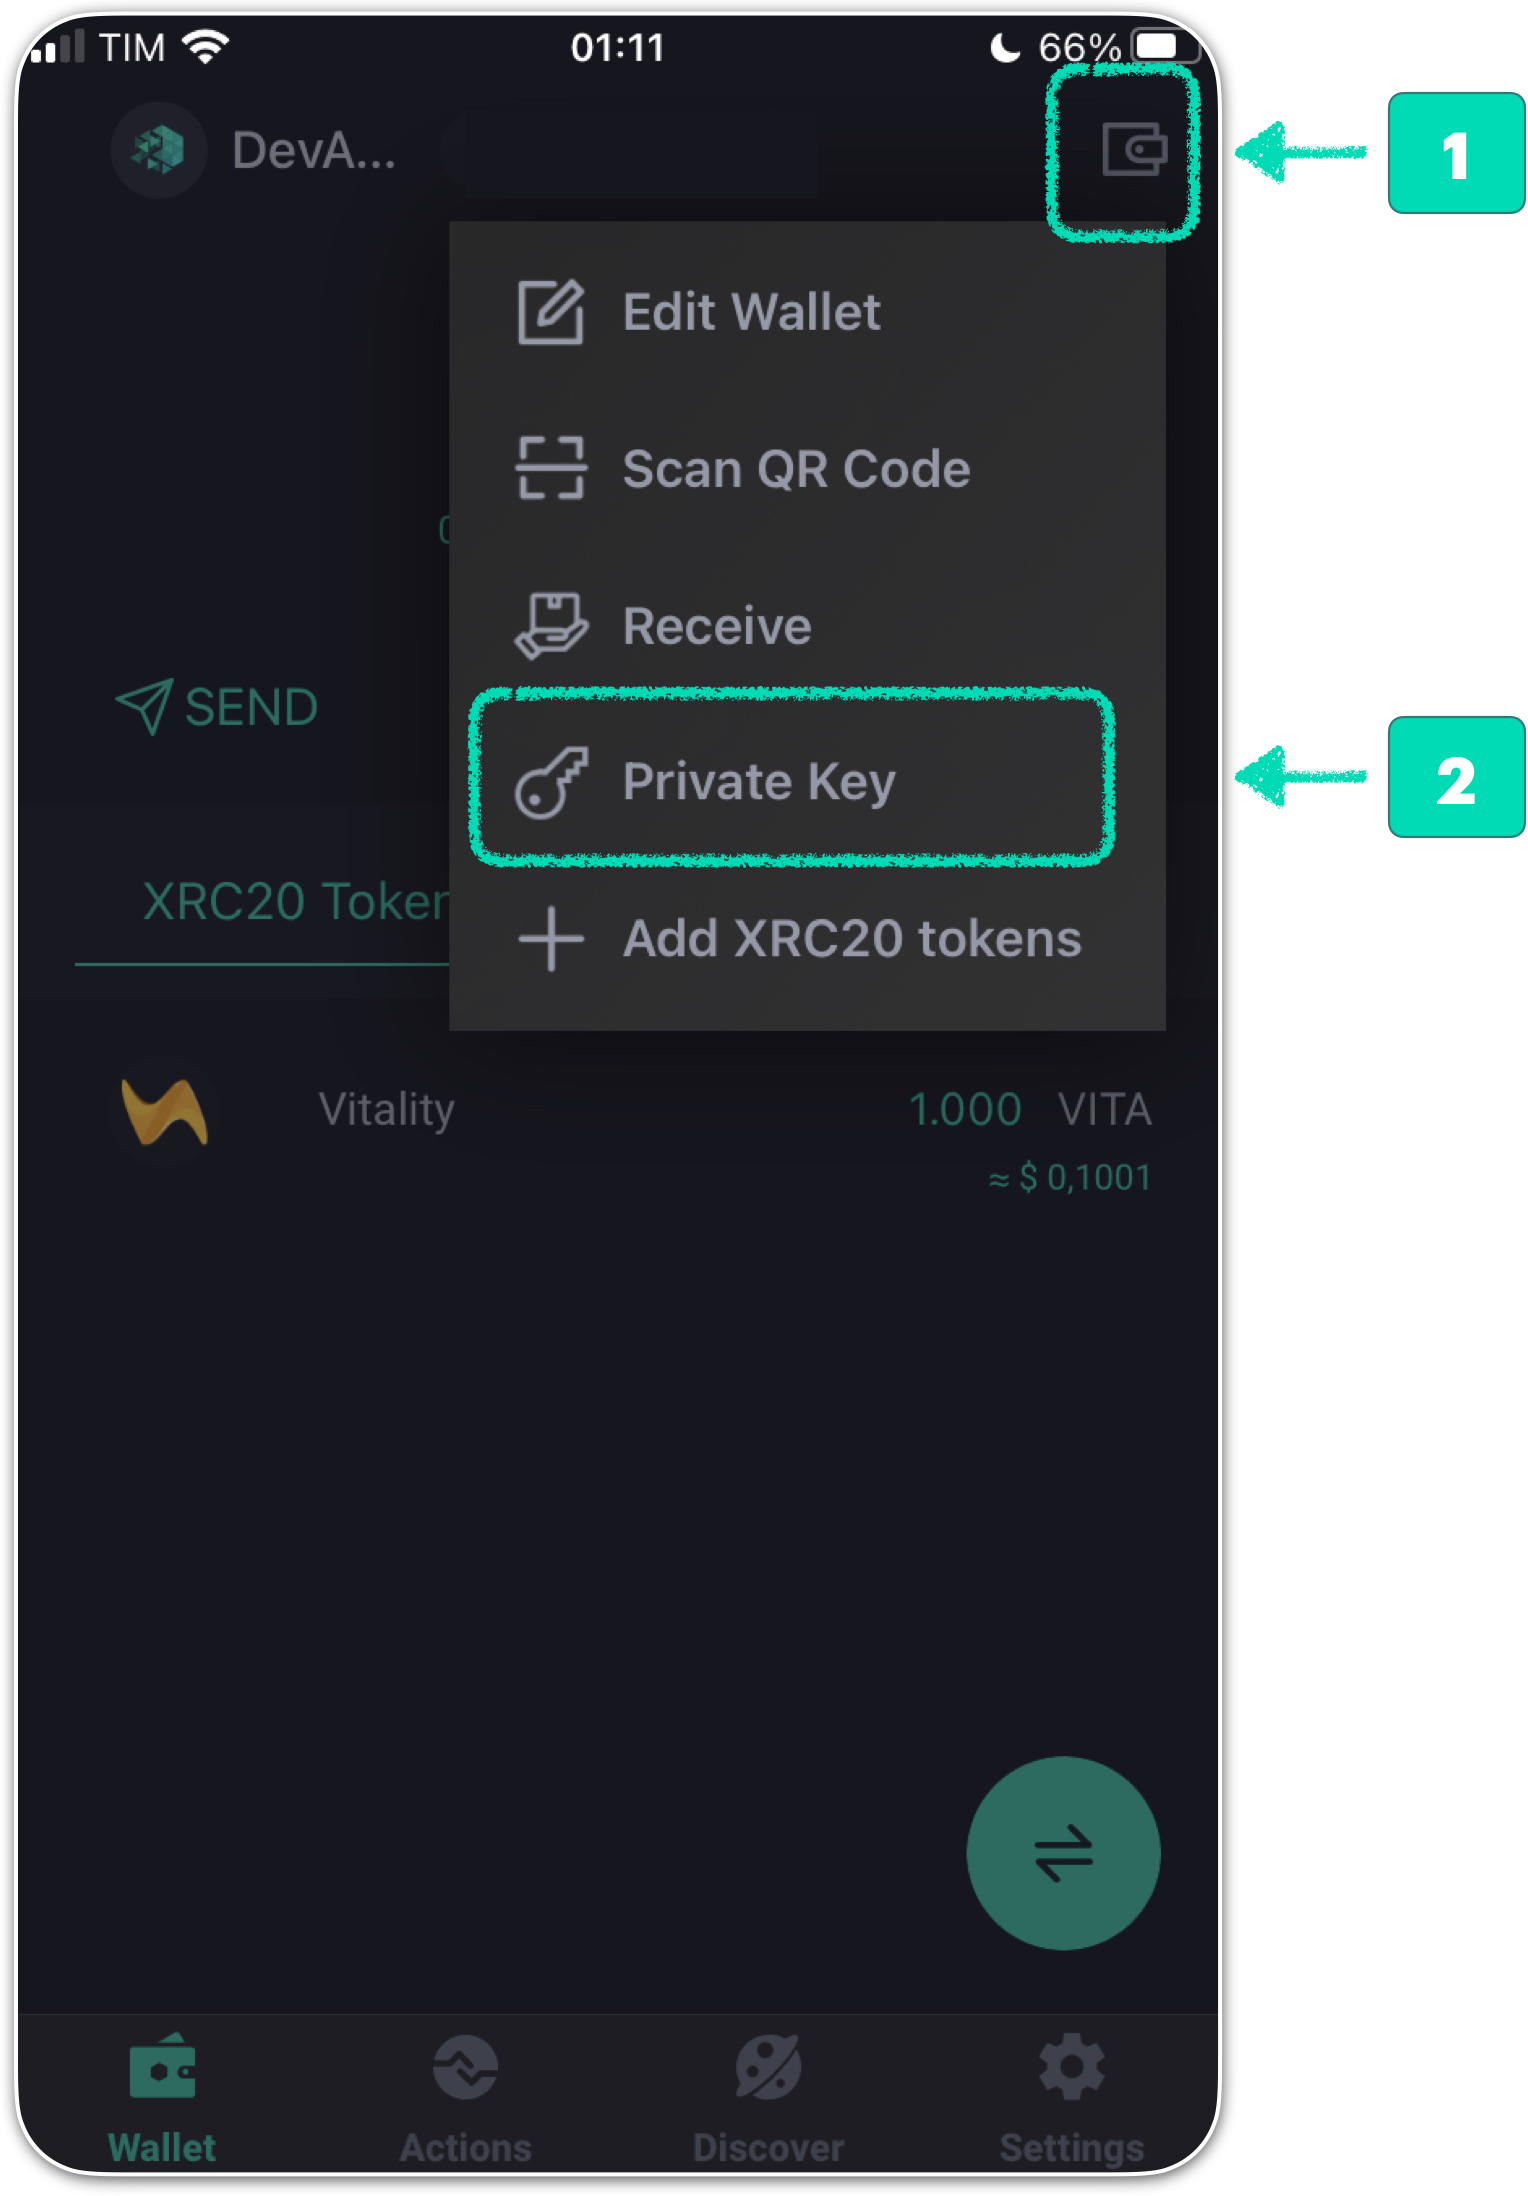 TIM 01:11 66%
DevA...
1
Edit Wallet
Scan QR Code
Receive
SEND
Private Key
2
XRC20 Token
Add XRC20 tokens
Vitality 1.000 VITA
≈ $ 0,1001
Wallet Actions Discover Settings